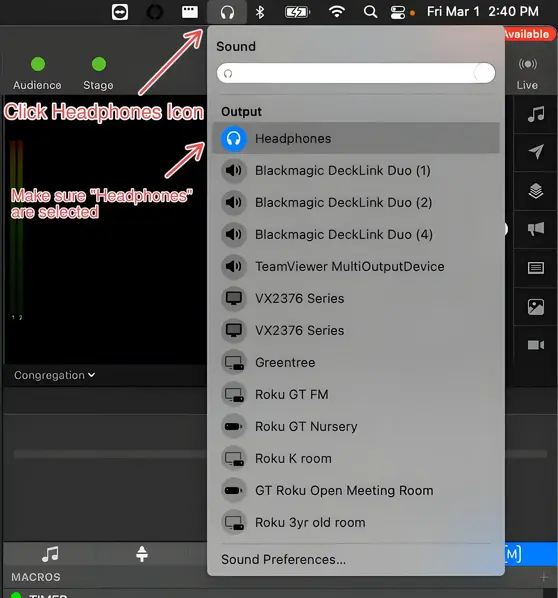 Fri Mar 1 2:40 PM
Available
Audience
Stage
Live
Click Headphones Icon
Make sure "Headphones"
are selected
1 2
Congregation
Sound
Output
Headphones
Blackmagic DeckLink Duo (1)
Blackmagic DeckLink Duo (2)
Blackmagic DeckLink Duo (4)
TeamViewer MultiOutputDevice
VX2376 Series
VX2376 Series
Greentree
Roku GT FM
Roku GT Nursery
Roku K room
GT Roku Open Meeting Room
Roku 3yr old room
Sound Preferences...
[M]
MACROS
TIMER